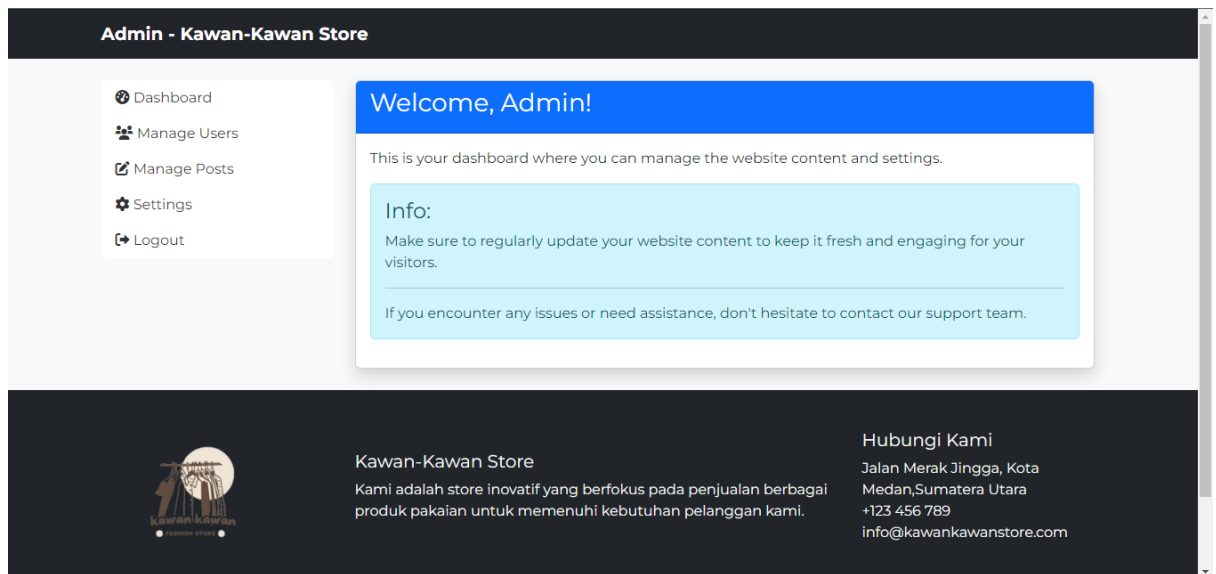 Admin - Kawan-Kawan Store
Dashboard
Manage Users
Manage Posts
Settings
Logout
Welcome, Admin!
This is your dashboard where you can manage the website content and settings.
Info:
Make sure to regularly update your website content to keep it fresh and engaging for your
visitors.
If you encounter any issues or need assistance, don't hesitate to contact our support team.
kawan kawan
FASHION STORE
Kawan-Kawan Store
Kami adalah store inovatif yang berfokus pada penjualan berbagai
produk pakaian untuk memenuhi kebutuhan pelanggan kami.
Hubungi Kami
Jalan Merak Jingga, Kota
Medan,Sumatera Utara
+123 456 789
info@kawankawanstore.com